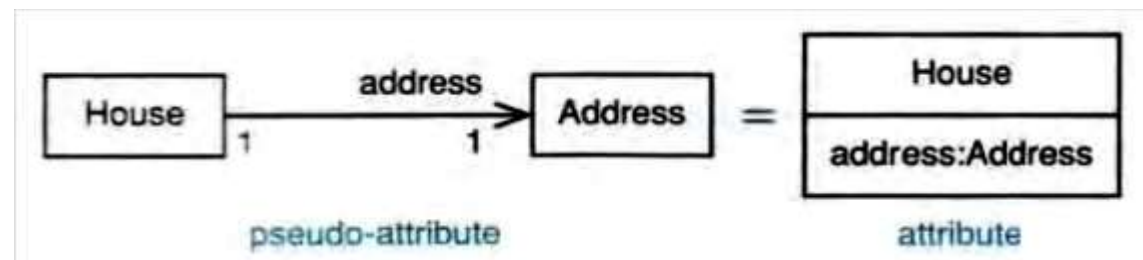 House
1
address
1
Address
=
House
address:Address
pseudo-attribute
attribute